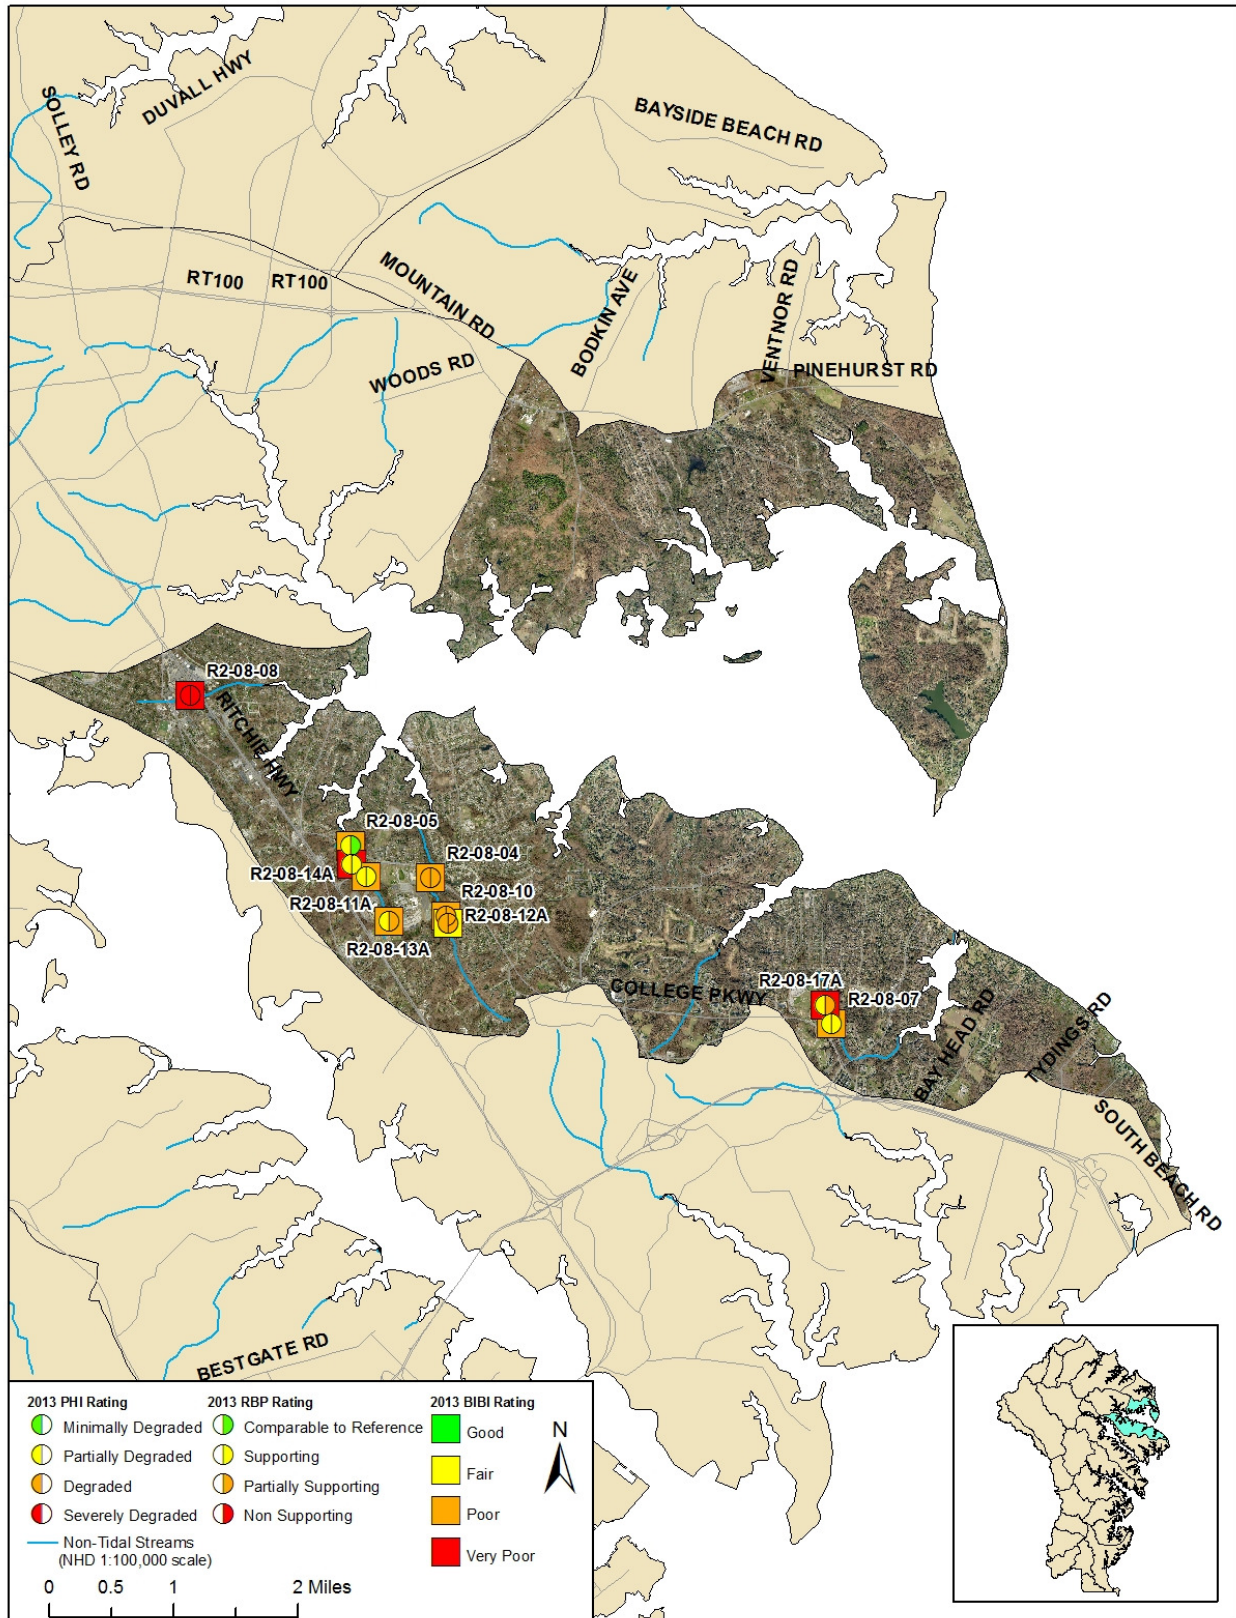 SOLLEY RD
DUVALL HWY
BAYSIDE BEACH RD
RT100
RT100
MOUNTAIN RD
BODKIN AVE
VENTNOR RD
WOODS RD
PINEHURST RD
R2-08-08
RITCHIE HWY
R2-08-05
R2-08-04
R2-08-14A
R2-08-10
R2-08-11A
R2-08-12A
R2-08-13A
R2-08-17A
COLLEGE PKWY
R2-08-07
BAY HEAD RD
TYDINGS RD
SOUTH BEACH RD
BESTGATE RD
2013 PHI Rating
Minimally Degraded
Partially Degraded
Degraded
Severely Degraded
2013 RBP Rating
Comparable to Reference
Supporting
Partially Supporting
Non Supporting
2013 BIBI Rating
Good
Fair
Poor
Very Poor
N
Non-Tidal Streams
(NHD 1:100,000 scale)
0 0.5 1 2 Miles